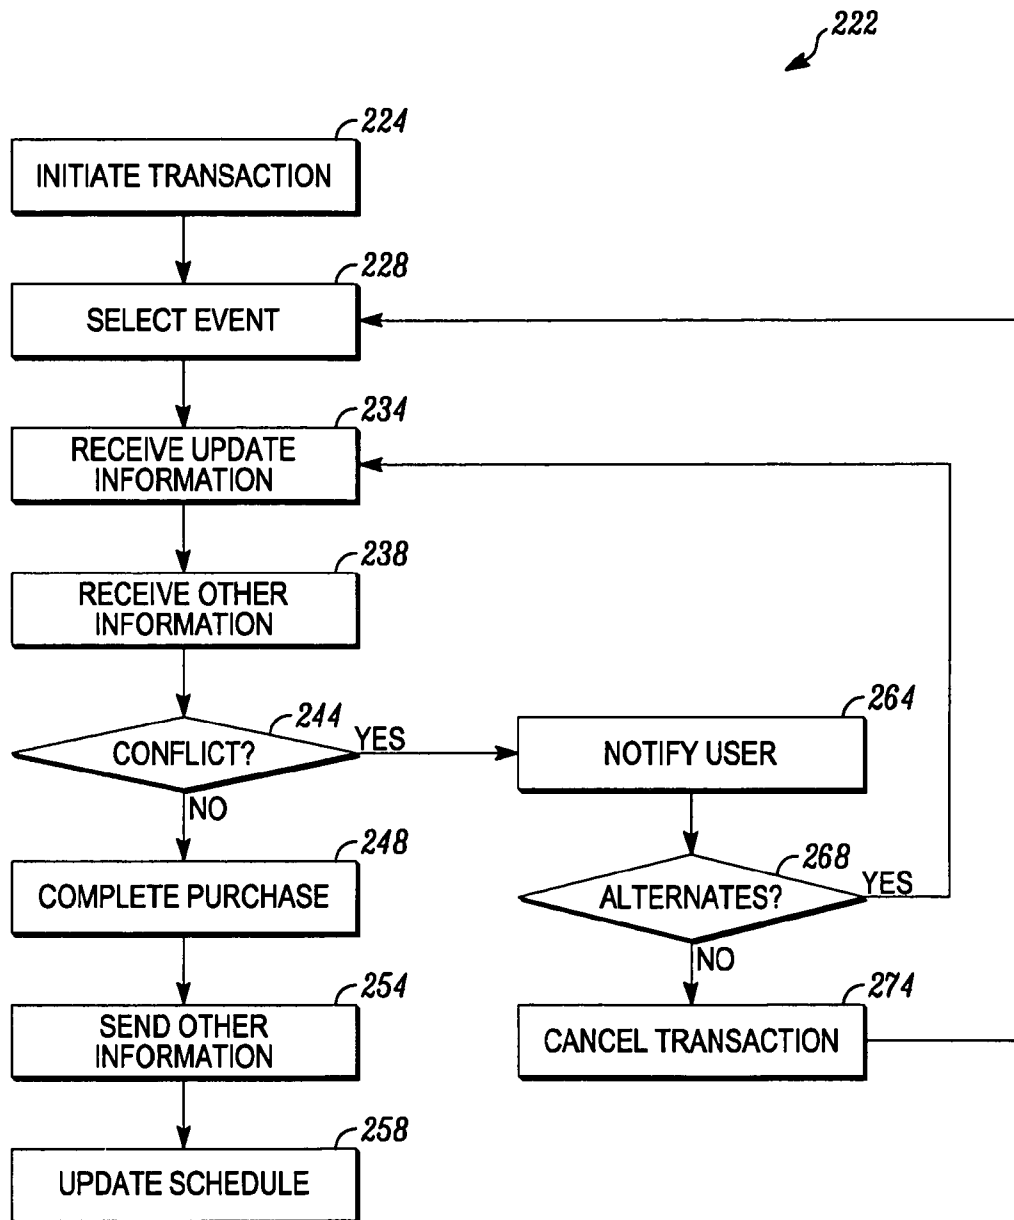 222
224
INITIATE TRANSACTION
228
SELECT EVENT
234
RECEIVE UPDATE
INFORMATION
238
RECEIVE OTHER
INFORMATION
244
CONFLICT?
YES
NO
264
NOTIFY USER
248
COMPLETE PURCHASE
268
ALTERNATES?
YES
NO
254
SEND OTHER
INFORMATION
274
CANCEL TRANSACTION
258
UPDATE SCHEDULE